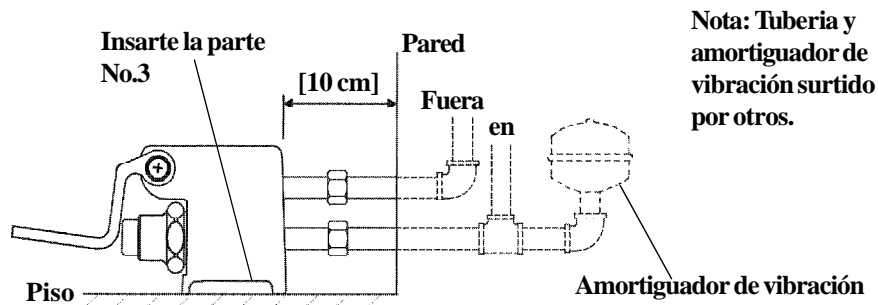 Insarte la parte
No.3
Pared
[10 cm]
Fuera
en
Nota: Tuberia y
amortiguador de
vibración surtido
por otros.
Piso
Amortiguador de vibración